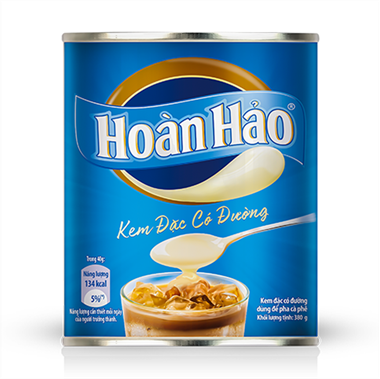 Hoàn Hảo®
Kem Đặc Có Đường
Trong 40g:
Năng lượng
134 kcal
5%(*)
Năng lượng cần thiết mỗi ngày
của người trưởng thành.
Kem đặc có đường
dùng để pha cà phê
Khối lượng tịnh: 380 g